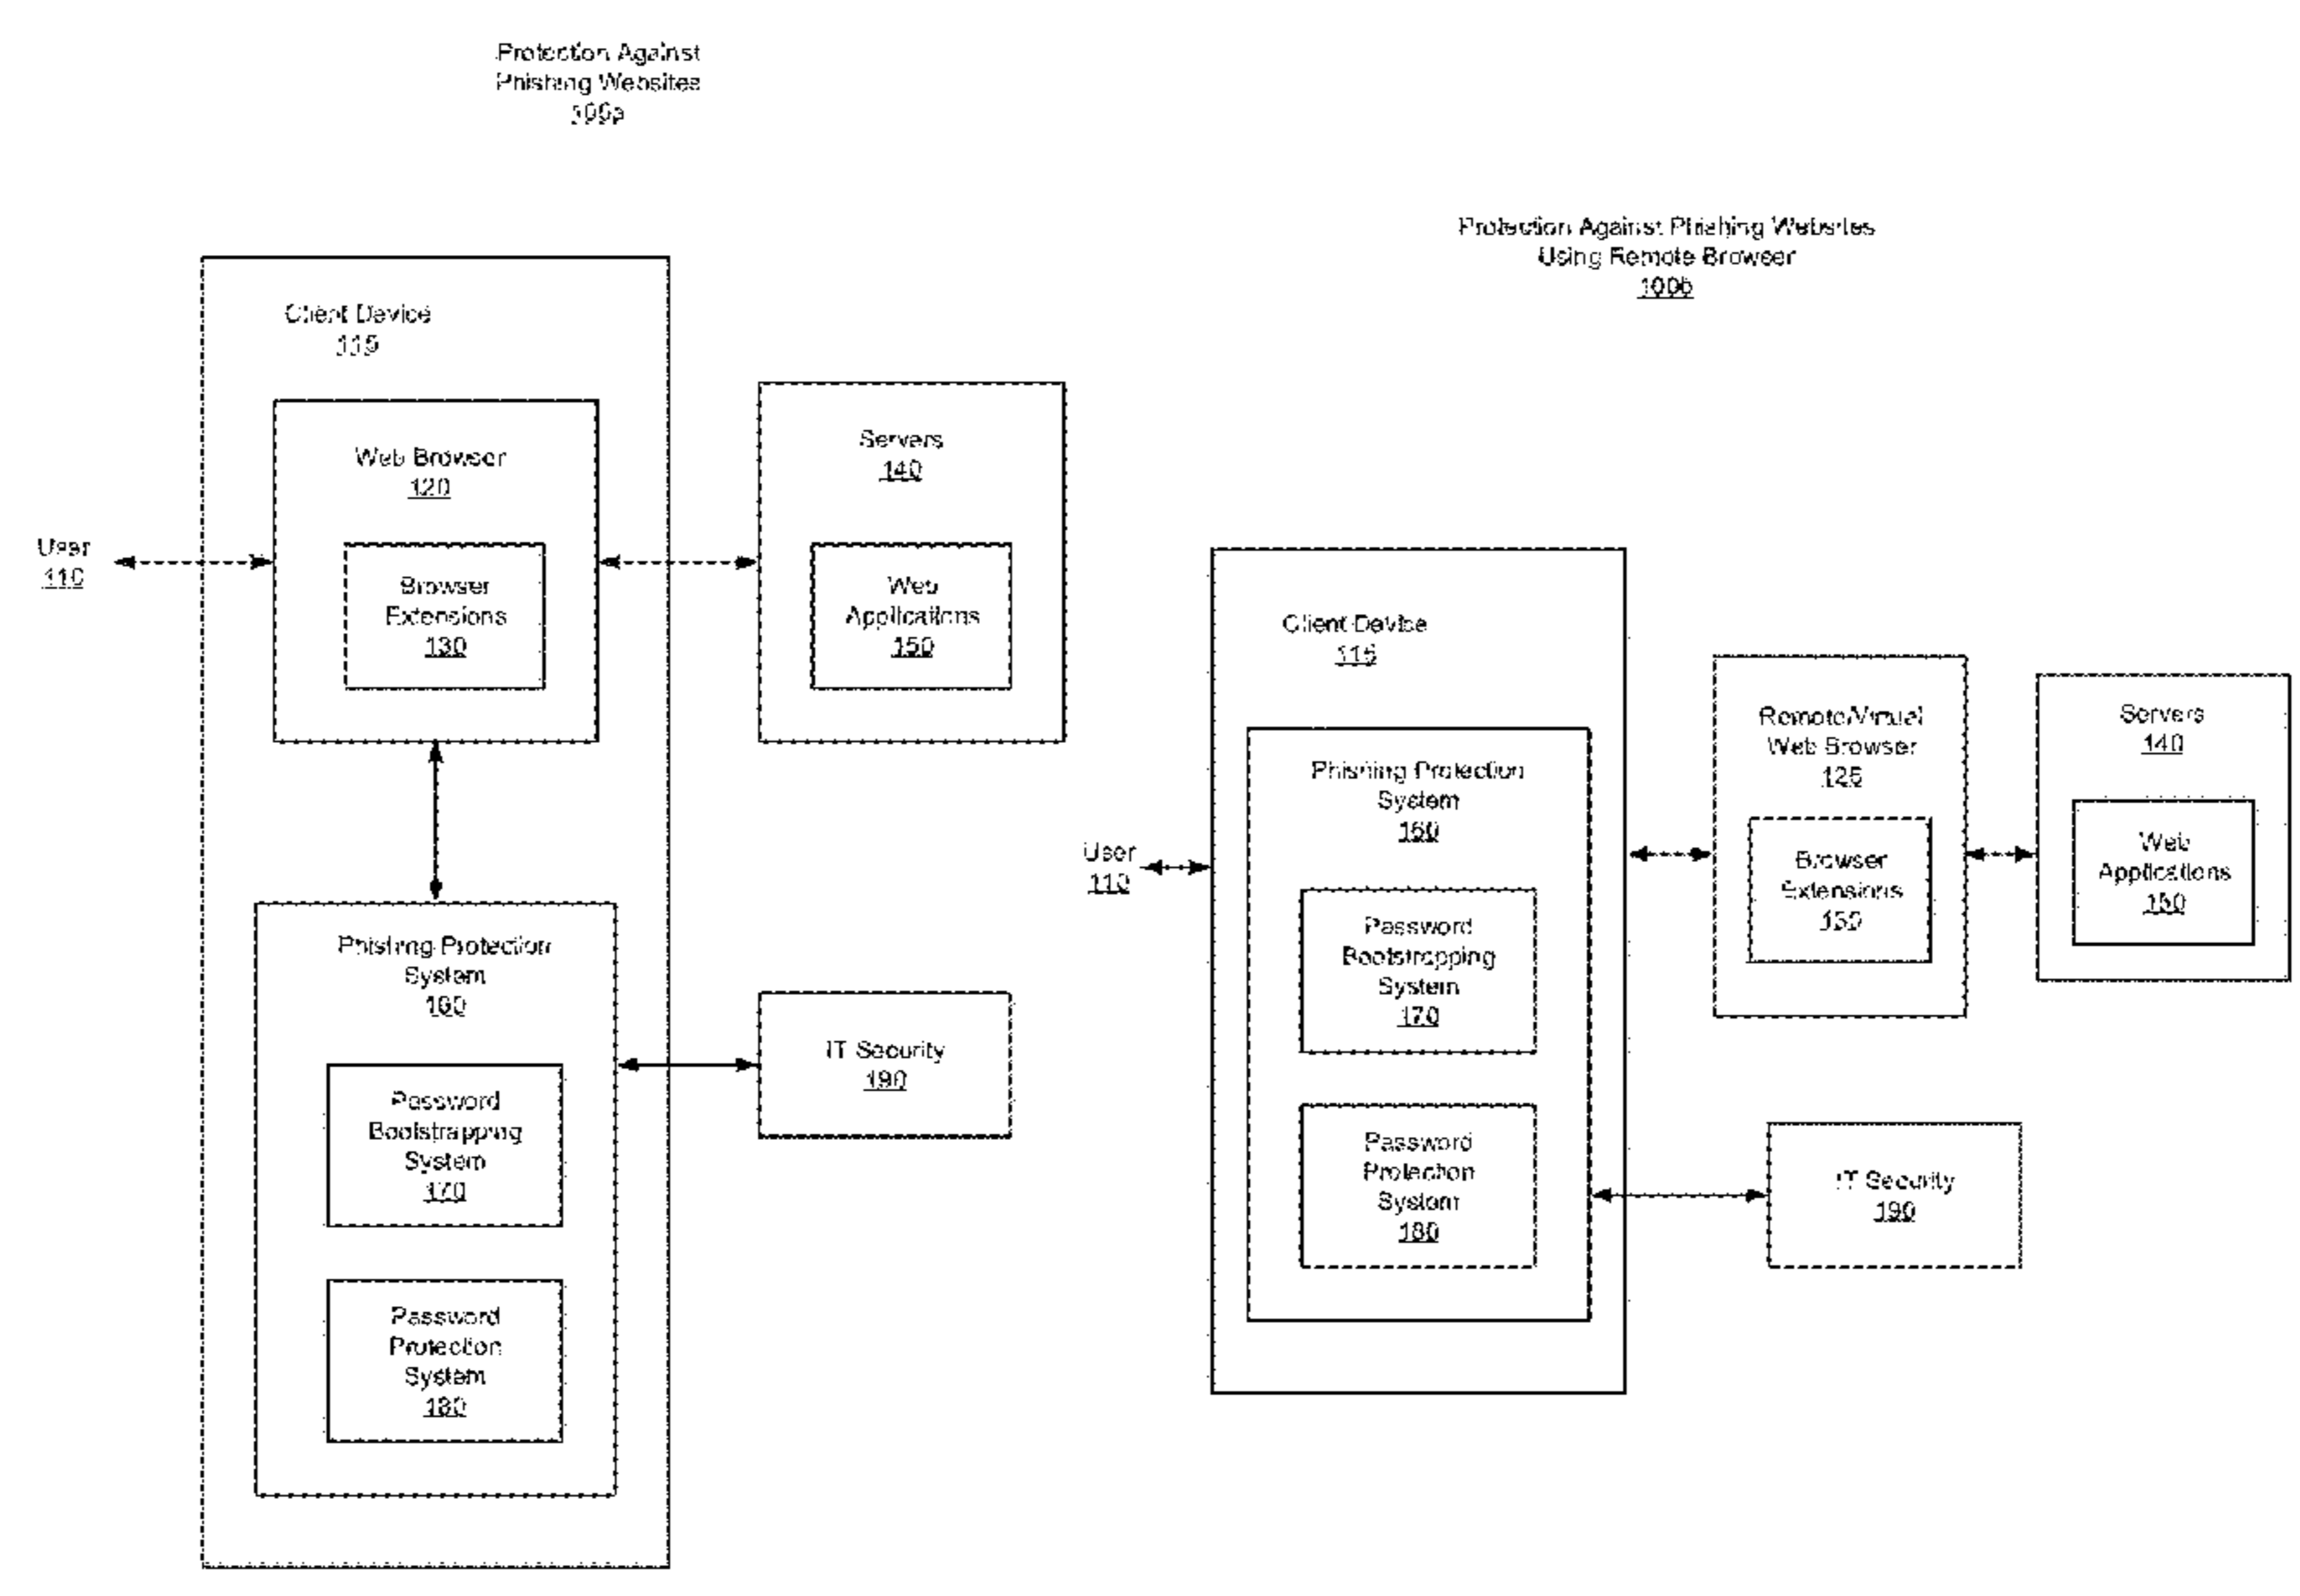 Protection Against
Phishing Websites
100a
Client Device
115
Web Browser
120
Browser
Extensions
130
User
110
Servers
140
Web
Applications
150
Phishing Protection
System
160
Password
Bootstrapping
System
170
Password
Protection
System
180
IT Security
190
Protection Against Phishing Websites
Using Remote Browser
100b
Client Device
115
Phishing Protection
System
160
Password
Bootstrapping
System
170
Password
Protection
System
180
User
110
Remote/Virtual
Web Browser
125
Browser
Extensions
130
Servers
140
Web
Applications
150
IT Security
190